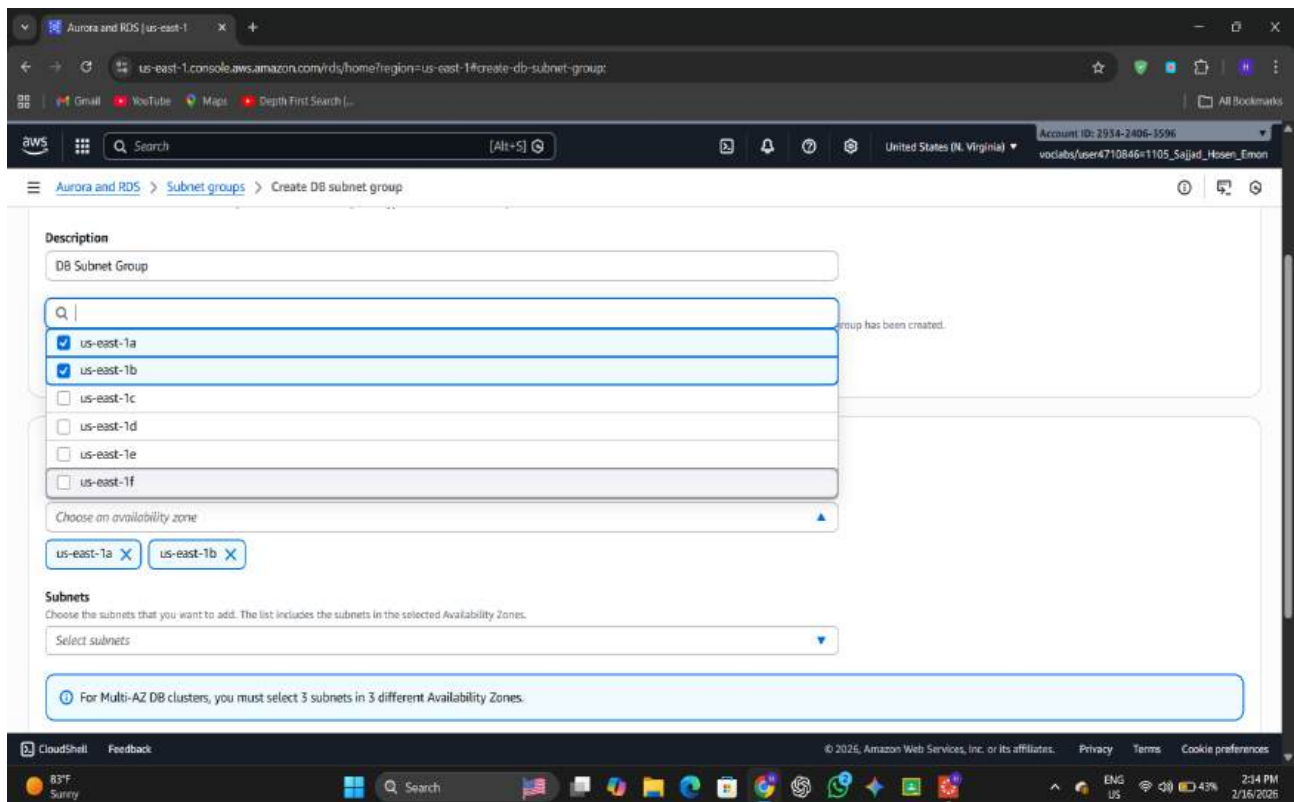 Aurora and RDS | us-east-1
us-east-1.console.aws.amazon.com/rds/home?region=us-east-1#create-db-subnet-group:
Gmail YouTube Maps Depth First Search (... All Bookmarks
aws Search [Alt+S] United States (N. Virginia) Account ID: 2934-2406-3596
voclabs/user4710846=1105_Sajjad_Hosen_Emon
Aurora and RDS > Subnet groups > Create DB subnet group
Description
DB Subnet Group
roup has been created.
us-east-1a
us-east-1b
us-east-1c
us-east-1d
us-east-1e
us-east-1f
Choose an availability zone
us-east-1a us-east-1b
Subnets
Choose the subnets that you want to add. The list includes the subnets in the selected Availability Zones.
Select subnets
For Multi-AZ DB clusters, you must select 3 subnets in 3 different Availability Zones.
CloudShell Feedback © 2026, Amazon Web Services, Inc. or its affiliates. Privacy Terms Cookie preferences
83°F
Sunny
Search
ENG
US
43%
2:14 PM
2/16/2026